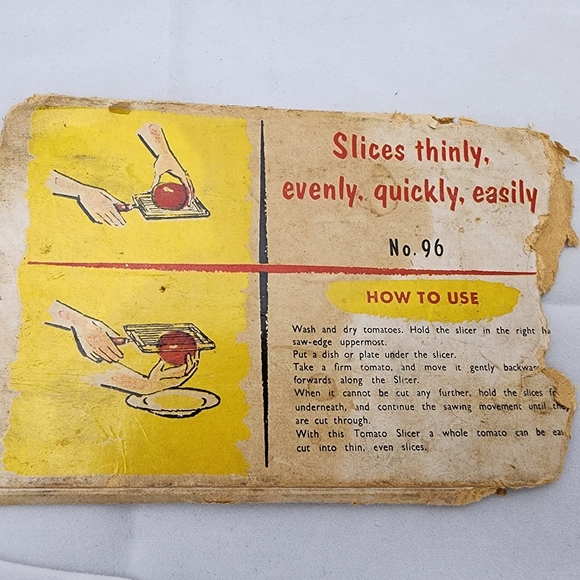 Slices thinly,
evenly, quickly, easily
No. 96
HOW TO USE
Wash and dry tomatoes. Hold the slicer in the right
saw-edge uppermost.
Put a dish or plate under the slicer.
Take a firm tomato, and move it gently
forwards along the Slicer.
When it cannot be cut any further, hold the slices
underneath, and continue the sawing movement until
are cut through.
With this Tomato Slicer a whole tomato can be
cut into thin, even slices.